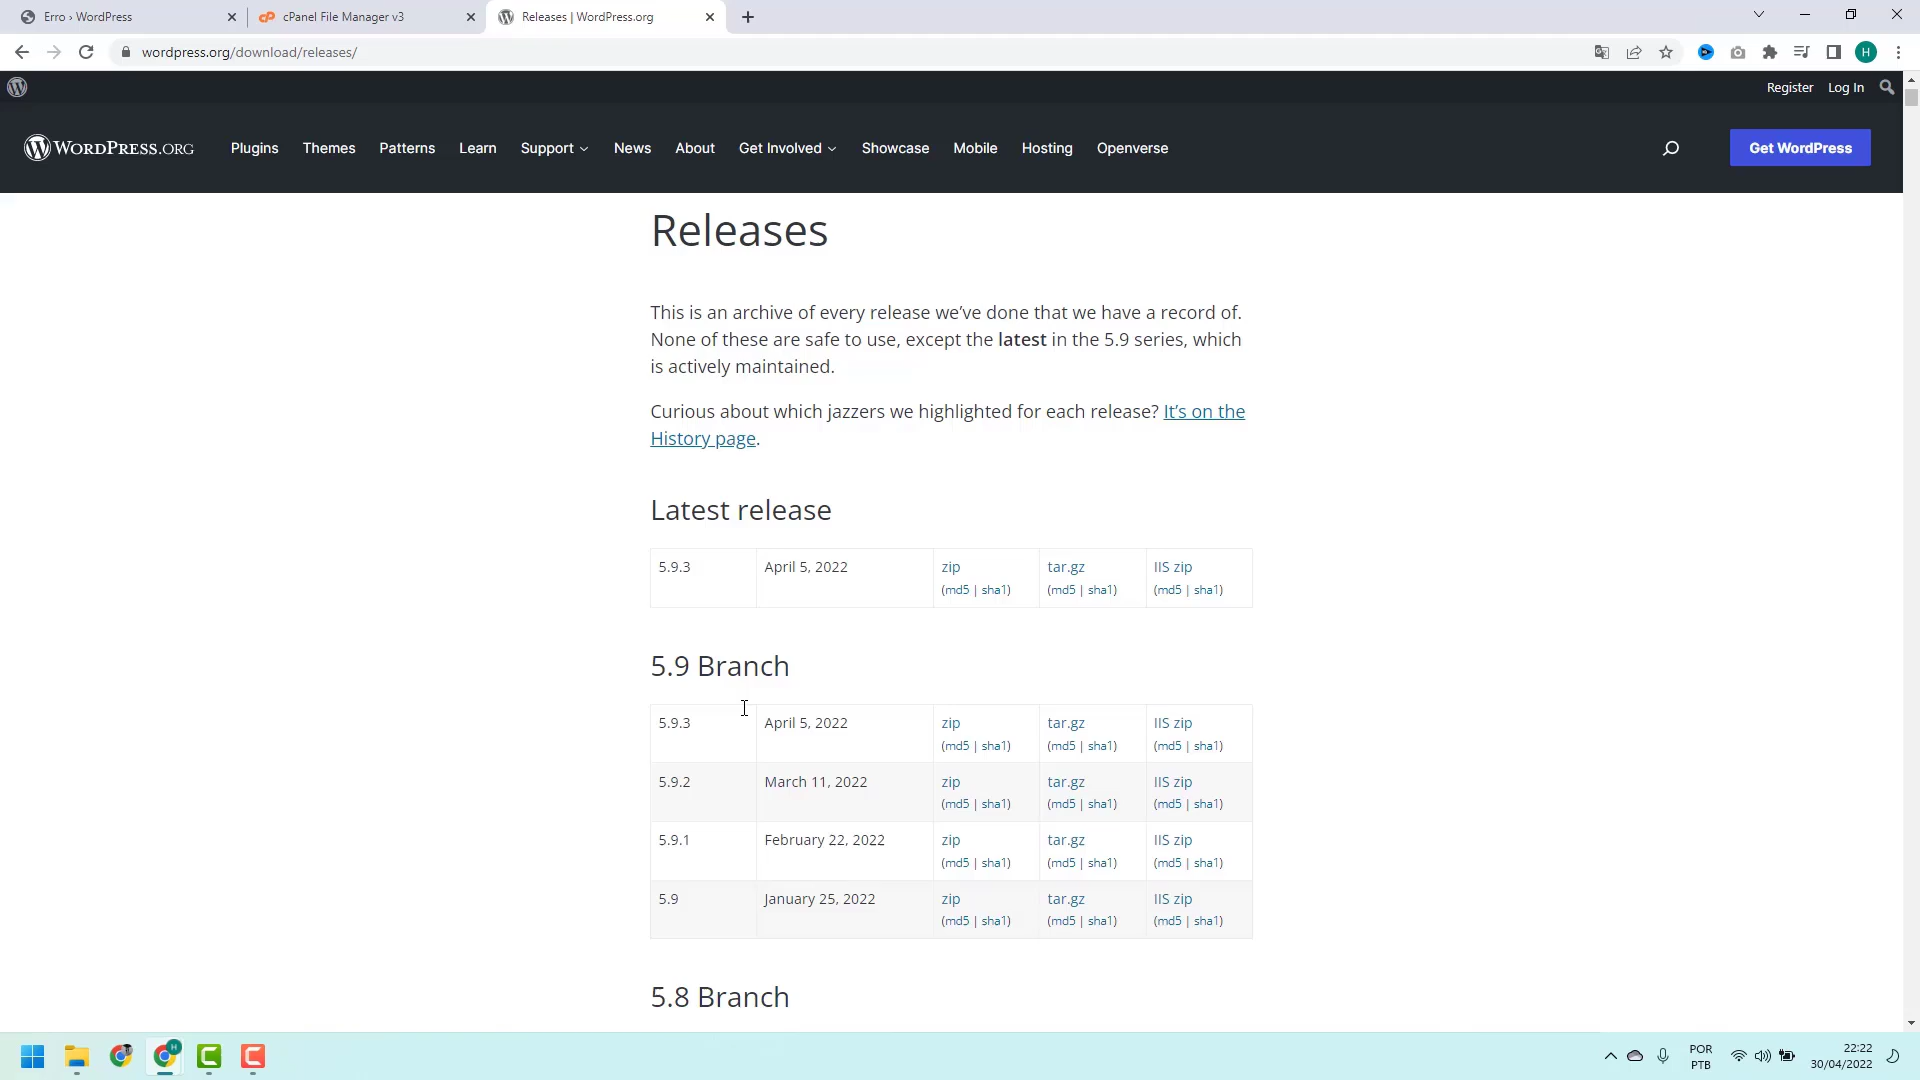 Erro › WordPress
cPanel File Manager v3
Releases | WordPress.org
wordpress.org/download/releases/
H
Register
Log In
WORDPRESS.ORG
Plugins
Themes
Patterns
Learn
Support
News
About
Get Involved
Showcase
Mobile
Hosting
Openverse
Get WordPress
Releases
This is an archive of every release we’ve done that we have a record of.
None of these are safe to use, except the latest in the 5.9 series, which
is actively maintained.
Curious about which jazzers we highlighted for each release? It’s on the
History page.
Latest release
5.9.3 April 5, 2022 zip tar.gz IIS zip
(md5 | sha1) (md5 | sha1) (md5 | sha1)
5.9 Branch
5.9.3 April 5, 2022 zip tar.gz IIS zip
(md5 | sha1) (md5 | sha1) (md5 | sha1)
5.9.2 March 11, 2022 zip tar.gz IIS zip
(md5 | sha1) (md5 | sha1) (md5 | sha1)
5.9.1 February 22, 2022 zip tar.gz IIS zip
(md5 | sha1) (md5 | sha1) (md5 | sha1)
5.9 January 25, 2022 zip tar.gz IIS zip
(md5 | sha1) (md5 | sha1) (md5 | sha1)
5.8 Branch
H
POR
PTB
22:22
30/04/2022